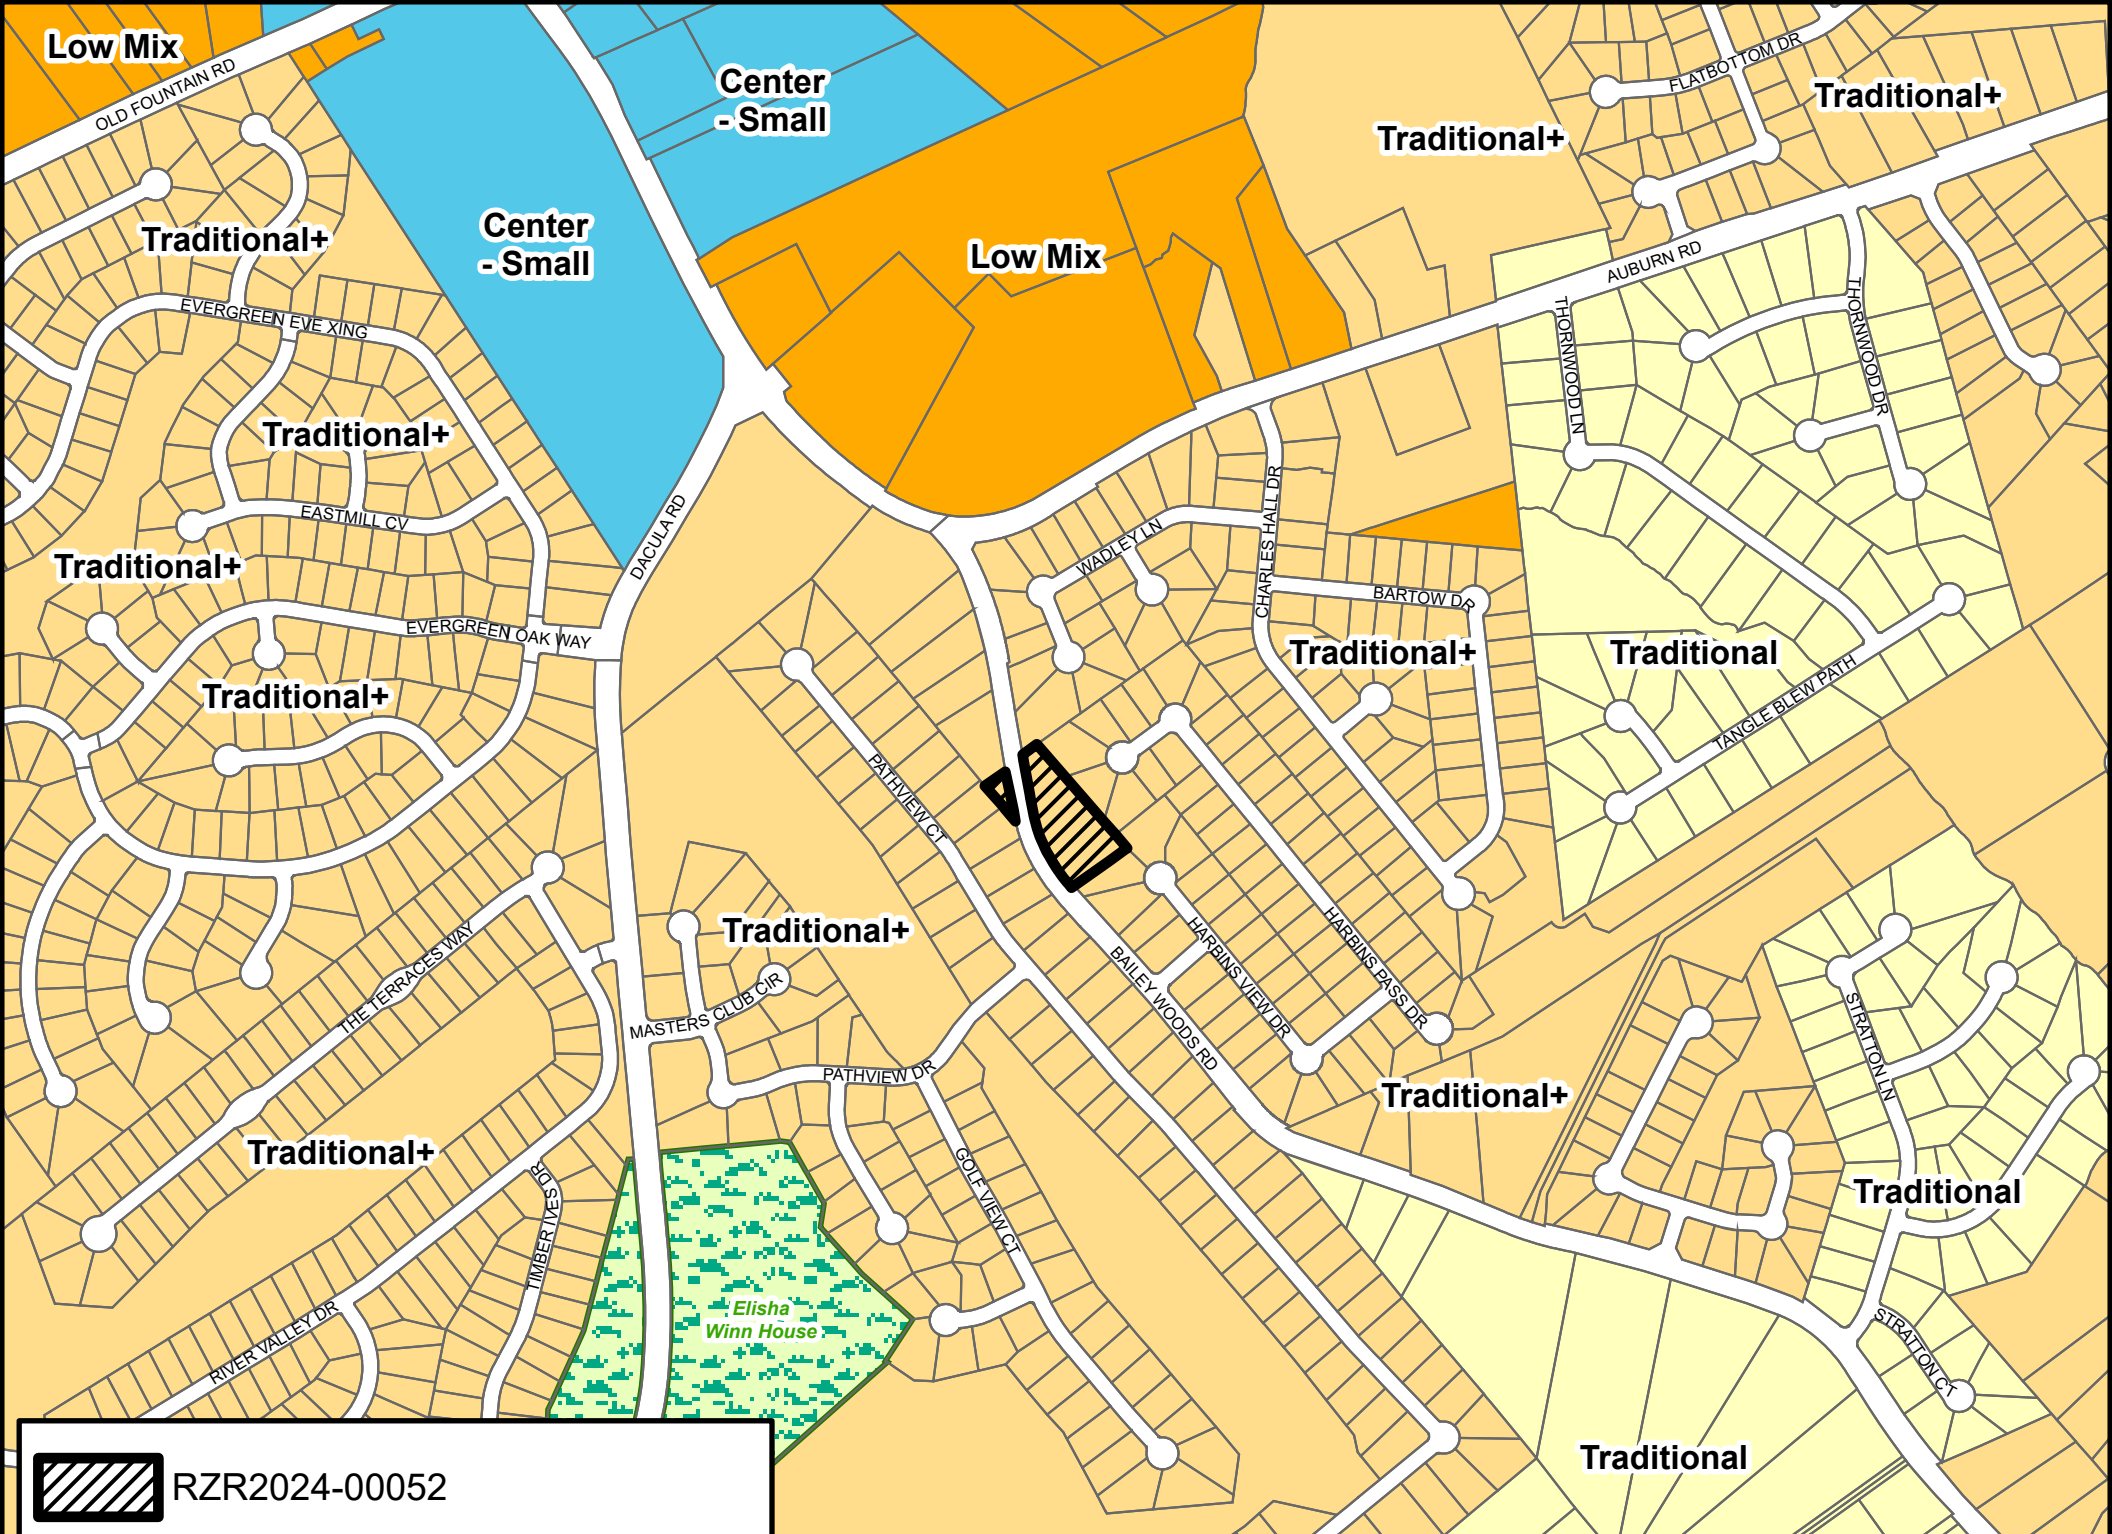 Low Mix
OLD FOUNTAIN RD
Center
- Small
FLATBOTTOM DR
Traditional+
Traditional+
Traditional+
Center
- Small
Low Mix
AUBURN RD
EVERGREEN EVE XING
THORNWOOD LN
THORNWOOD DR
Traditional+
EASTMILL CV
DACULA RD
WADLEY LN
CHARLES HALL DR
Traditional+
BARTOW DR
EVERGREEN OAK WAY
Traditional+
Traditional
Traditional+
TANGLE BLEW PATH
PATHVIEW CT
Traditional+
THE TERRACES WAY
HARBINS VIEW DR
HARBINS PASS DR
BAILEY WOODS RD
MASTERS CLUB CIR
STRATTON LN
PATHVIEW DR
Traditional+
Traditional+
TIMBER IVES DR
GOLF VIEW CT
Traditional
Elisha
Winn House
RIVER VALLEY DR
STRATTON CT
Traditional
RZR2024-00052